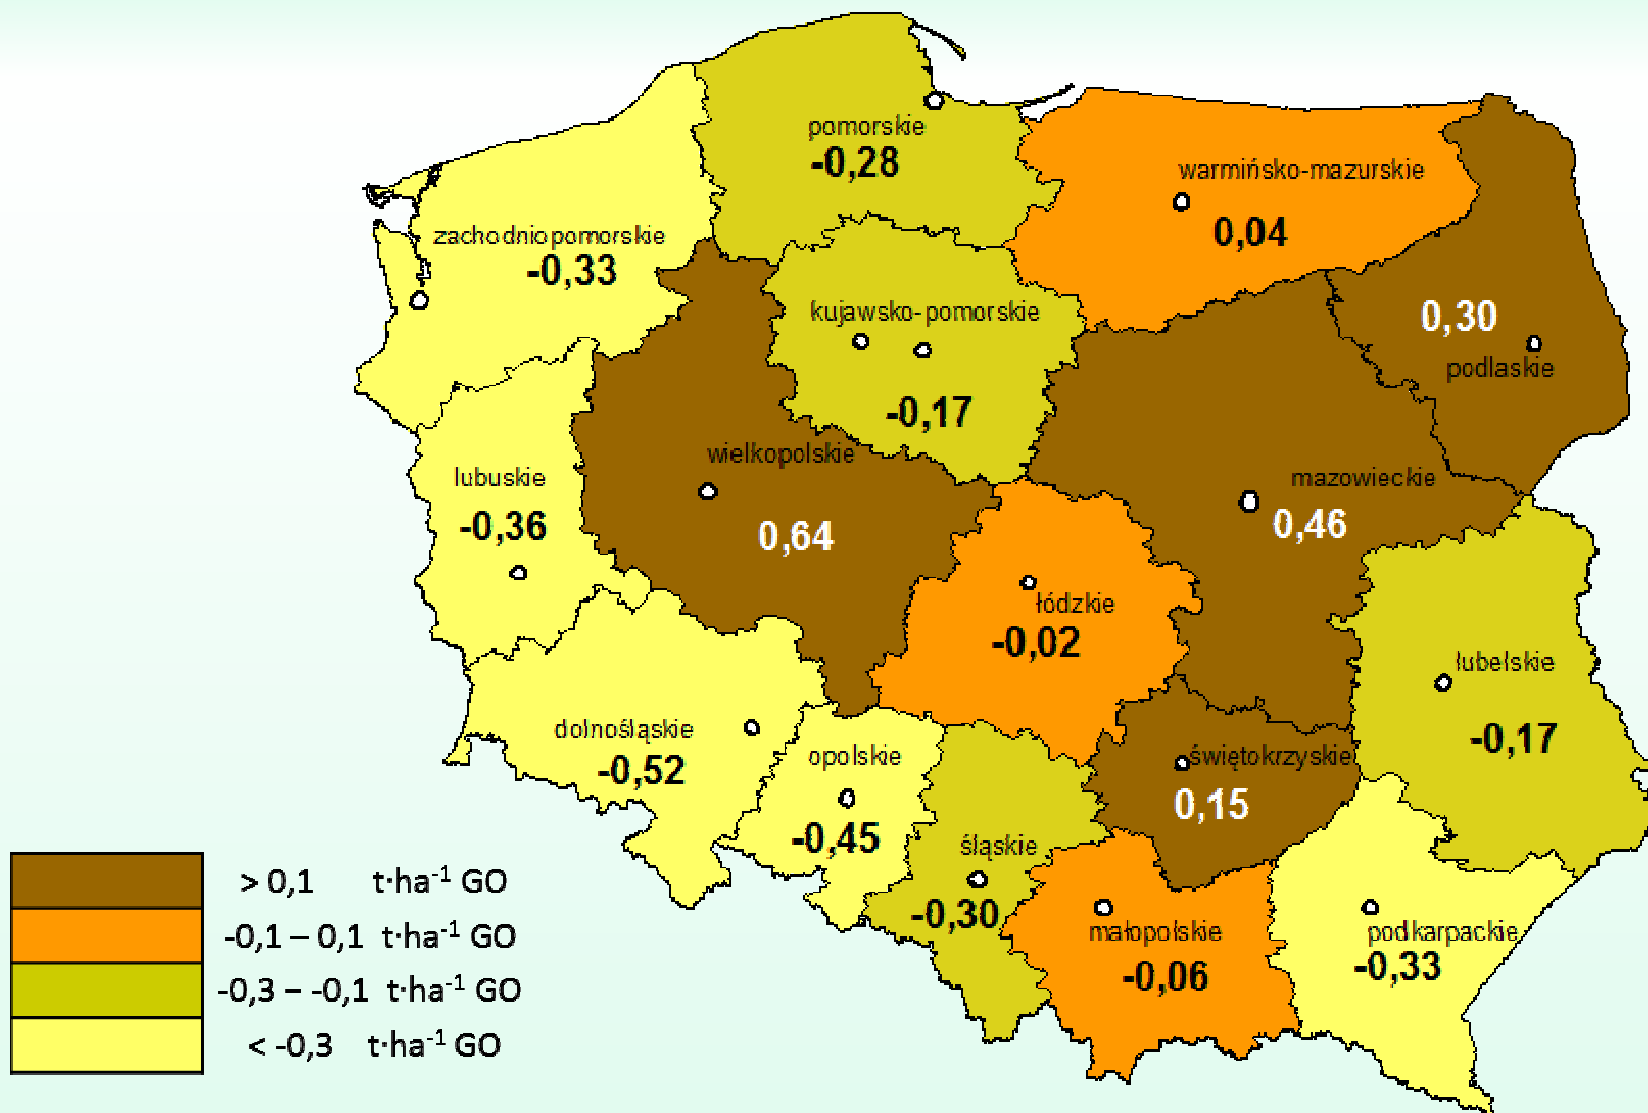 pomorskie
-0,28
warmińsko-mazurskie
0,04
zachodniopomorskie
-0,33
kujawsko-pomorskie
-0,17
0,30
podlaskie
wielkopolskie
0,64
lubuskie
-0,36
mazowieckie
0,46
łódzkie
-0,02
lubelskie
-0,17
dolnośląskie
-0,52
opolskie
-0,45
świętokrzyskie
0,15
śląskie
-0,30
małopolskie
-0,06
podkarpackie
-0,33
> 0,1 t·ha⁻¹ GO
-0,1 – 0,1 t·ha⁻¹ GO
-0,3 – -0,1 t·ha⁻¹ GO
< -0,3 t·ha⁻¹ GO